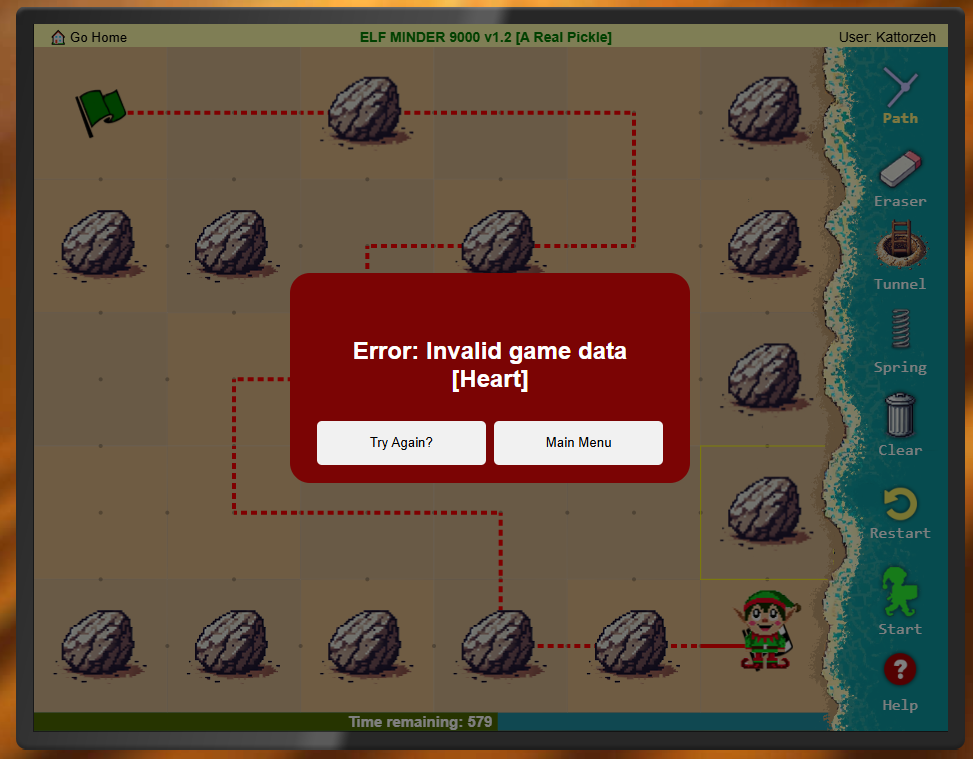 Go Home
ELF MINDER 9000 v1.2 [A Real Pickle]
User: Kattorzeh
Path
Eraser
Tunnel
Spring
Clear
Restart
Start
?
Help
Error: Invalid game data
[Heart]
Try Again?
Main Menu
Time remaining: 579